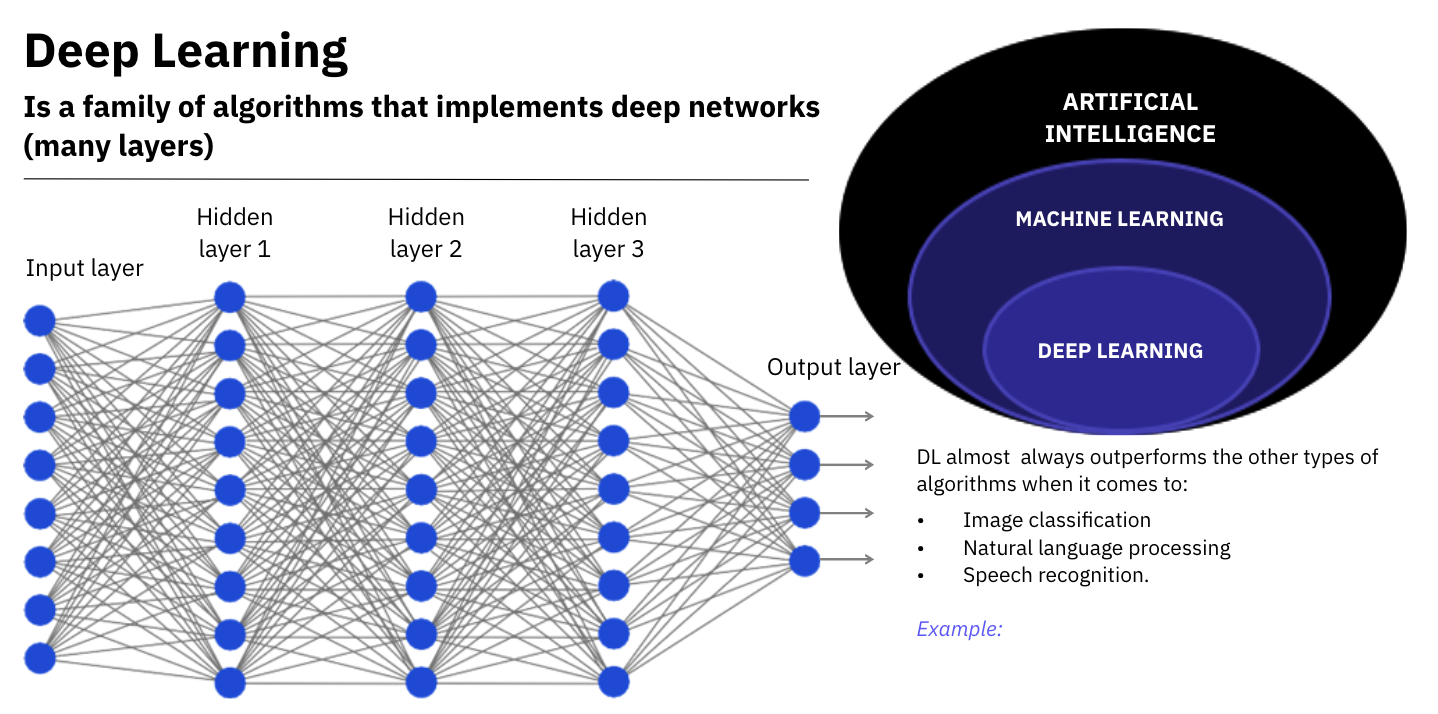 Deep Learning
Is a family of algorithms that implements deep networks
(many layers)
Input layer
Hidden
layer 1
Hidden
layer 2
Hidden
layer 3
Output layer
ARTIFICIAL
INTELLIGENCE
MACHINE LEARNING
DEEP LEARNING
DL almost  always outperforms the other types of
algorithms when it comes to:
• Image classification
• Natural language processing
• Speech recognition.
Example: